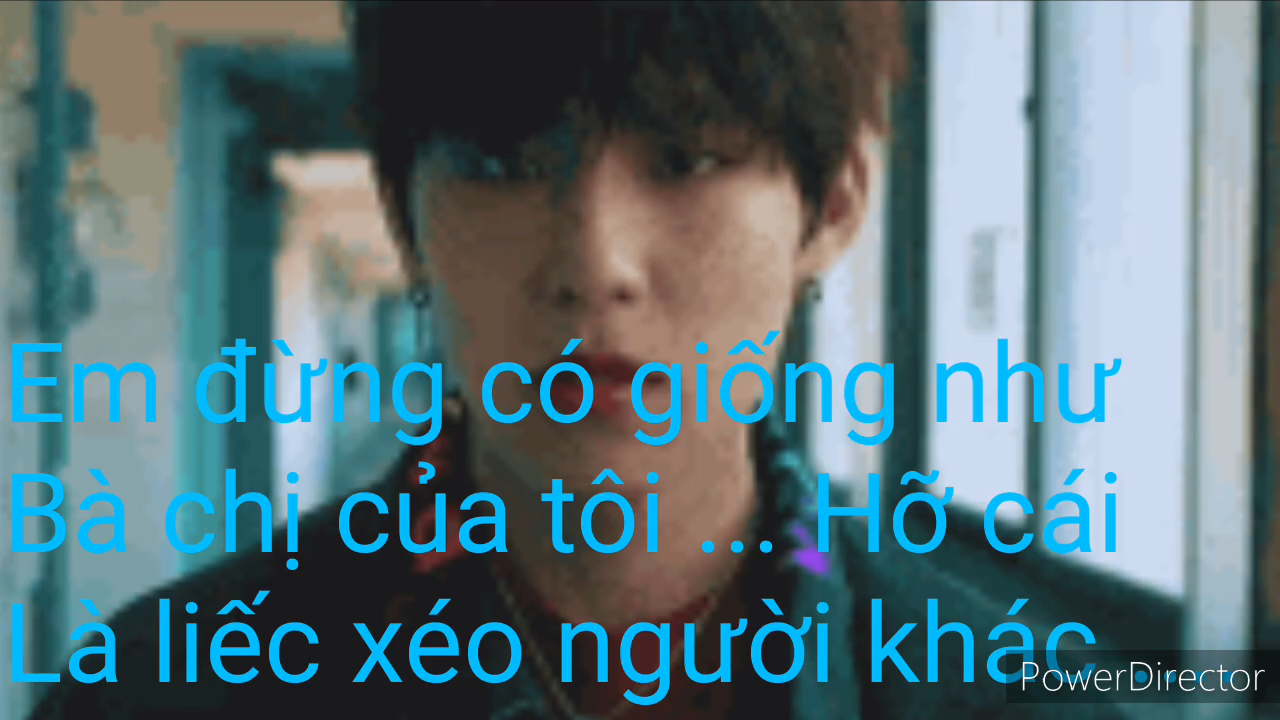 Em đừng có giống như
Bà chị của tôi ... Hỡ cái
Là liếc xéo người khác ..
PowerDirector